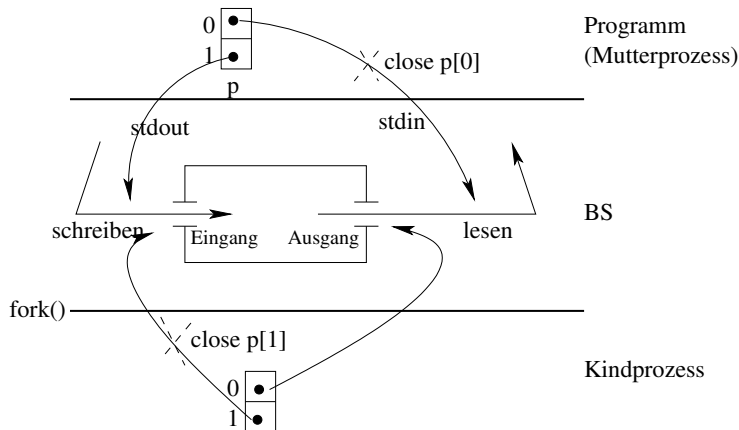 0
Programm
1
(Mutterprozess)
close p[0]
p
stdout
stdin
BS
schreiben
Eingang
Ausgang
lesen
fork()
close p[1]
Kindprozess
0
1